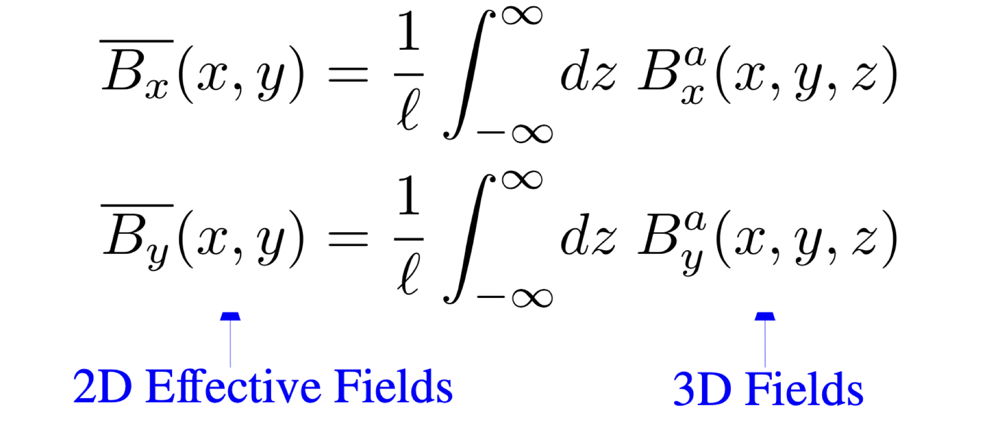 $\overline{B_x}(x, y) = \frac{1}{\ell} \int_{-\infty}^{\infty} dz \, B_x^a(x, y, z)$
$\overline{B_y}(x, y) = \frac{1}{\ell} \int_{-\infty}^{\infty} dz \, B_y^a(x, y, z)$
2D Effective Fields 3D Fields